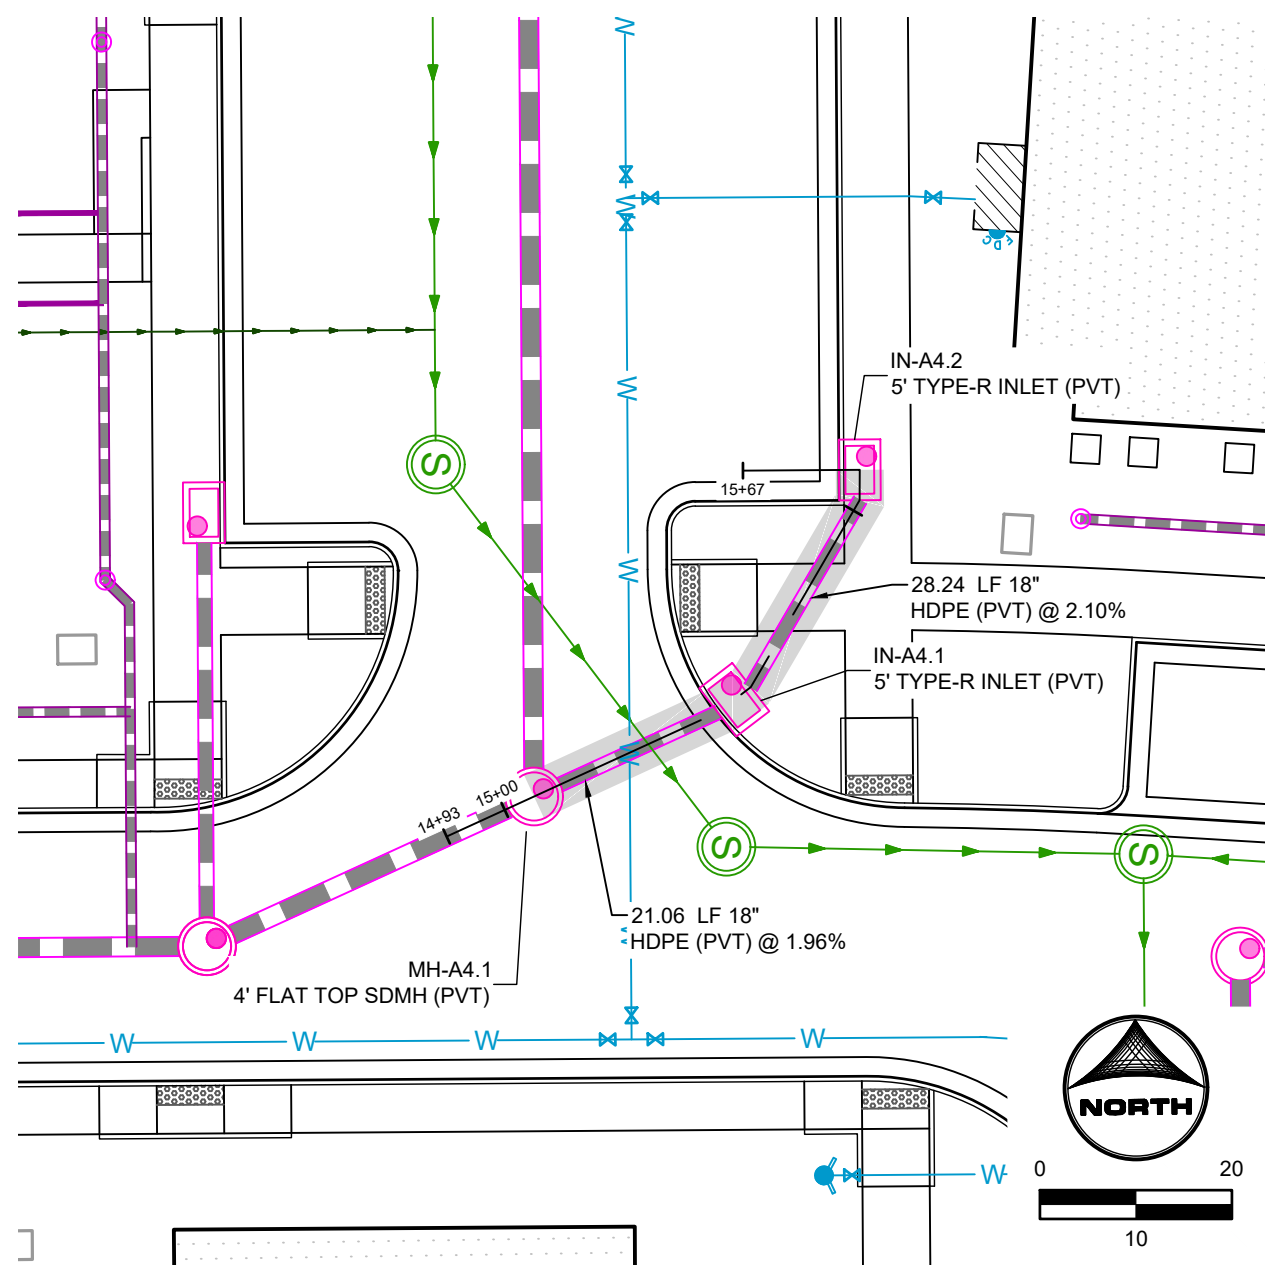 W
W
FDC
W
IN-A4.2
5' TYPE-R INLET (PVT)
S
15+67
W
28.24 LF 18"
HDPE (PVT) @ 2.10%
IN-A4.1
5' TYPE-R INLET (PVT)
W
15+00
14+93
S
S
21.06 LF 18"
HDPE (PVT) @ 1.96%
MH-A4.1
4' FLAT TOP SDMH (PVT)
W
W
W
W
NORTH
W
0
20
10